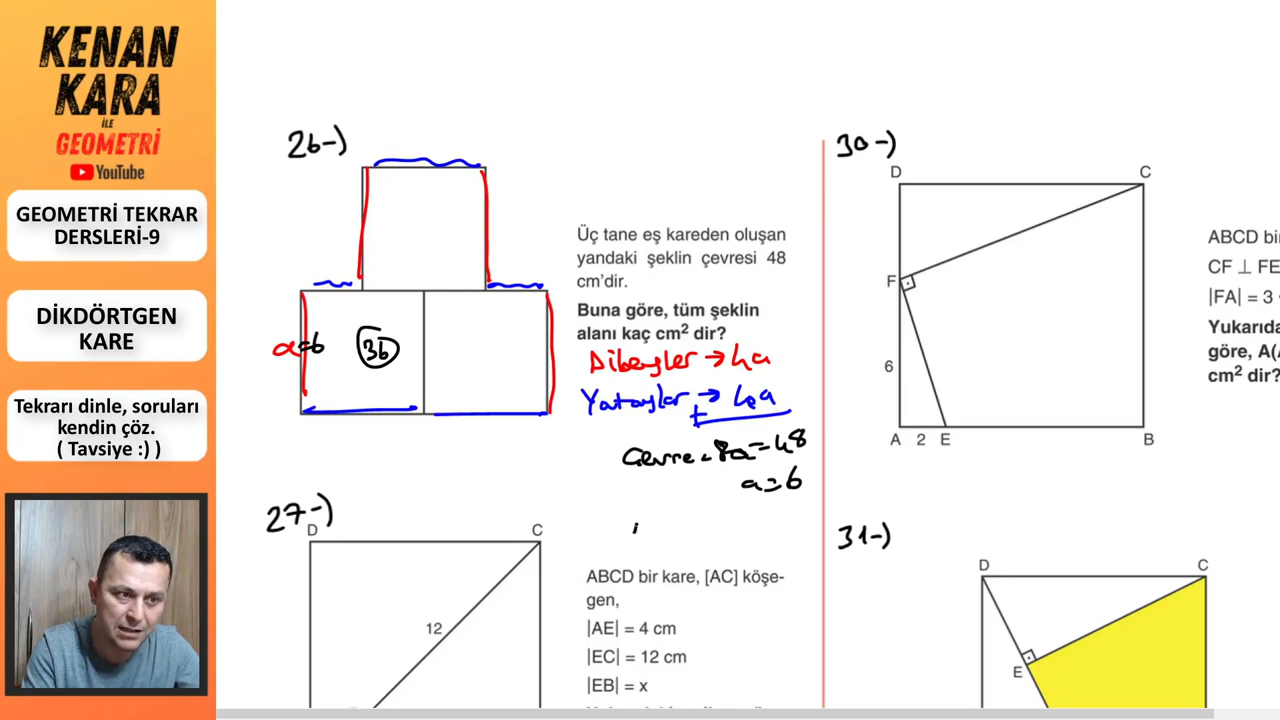 KENAN
KARA
İLE
GEOMETRİ
YouTube
GEOMETRİ TEKRAR
DERSLERİ-9
DİKDÖRTGEN
KARE
Tekrarı dinle, soruları
kendin çöz.
( Tavsiye :) )
26-)
a=6
36
Üç tane eş kareden oluşan
yandaki şeklin çevresi 48
cm'dir.
Buna göre, tüm şeklin
alanı kaç cm² dir?
Dikeyler → 4a
Yataylar → 4a
+
Çevre = 8a = 48
a=6
27-)
D
C
12
ABCD bir kare, [AC] köşe-
gen,
|AE| = 4 cm
|EC| = 12 cm
|EB| = x
30-)
D
C
F
6
A
2
E
B
ABCD bi
CF ⊥ FE
|FA| = 3
Yukarıda
göre, A(
cm² dir?
31-)
D
C
E